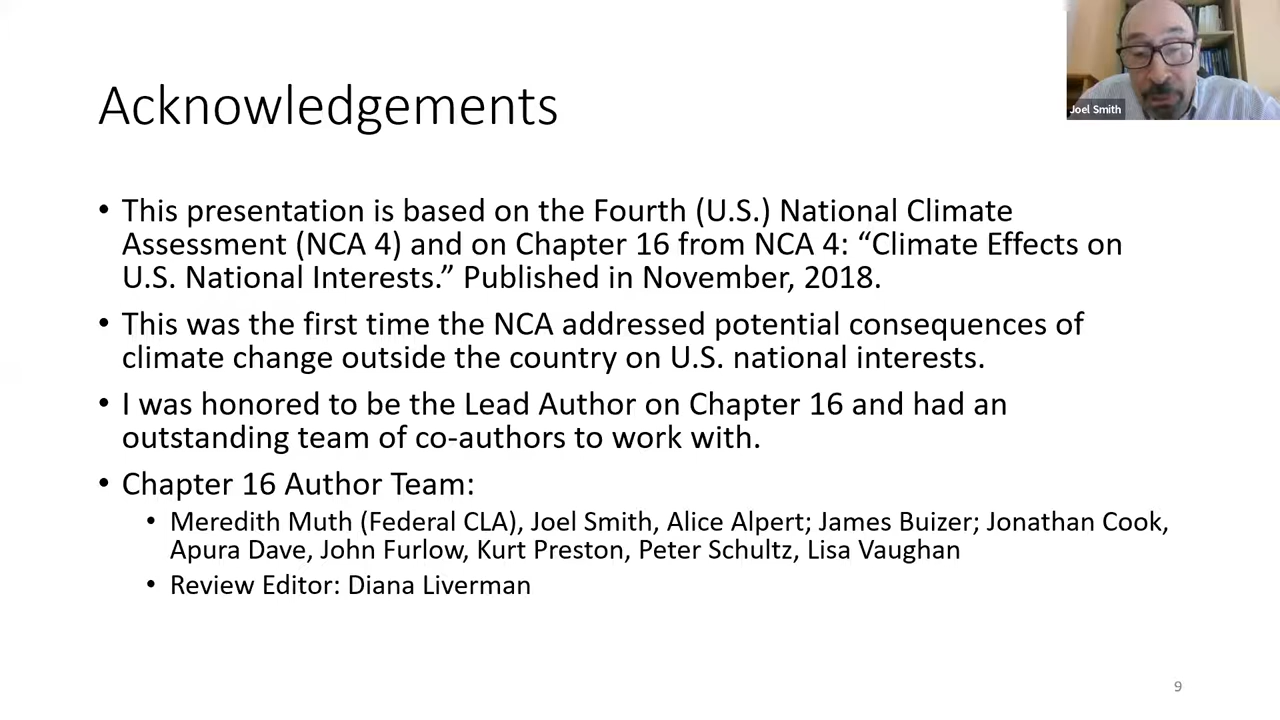 Acknowledgements
Joel Smith
• This presentation is based on the Fourth (U.S.) National Climate
Assessment (NCA 4) and on Chapter 16 from NCA 4: “Climate Effects on
U.S. National Interests.” Published in November, 2018.
• This was the first time the NCA addressed potential consequences of
climate change outside the country on U.S. national interests.
• I was honored to be the Lead Author on Chapter 16 and had an
outstanding team of co-authors to work with.
• Chapter 16 Author Team:
• Meredith Muth (Federal CLA), Joel Smith, Alice Alpert; James Buizer; Jonathan Cook,
Apura Dave, John Furlow, Kurt Preston, Peter Schultz, Lisa Vaughan
• Review Editor: Diana Liverman
9